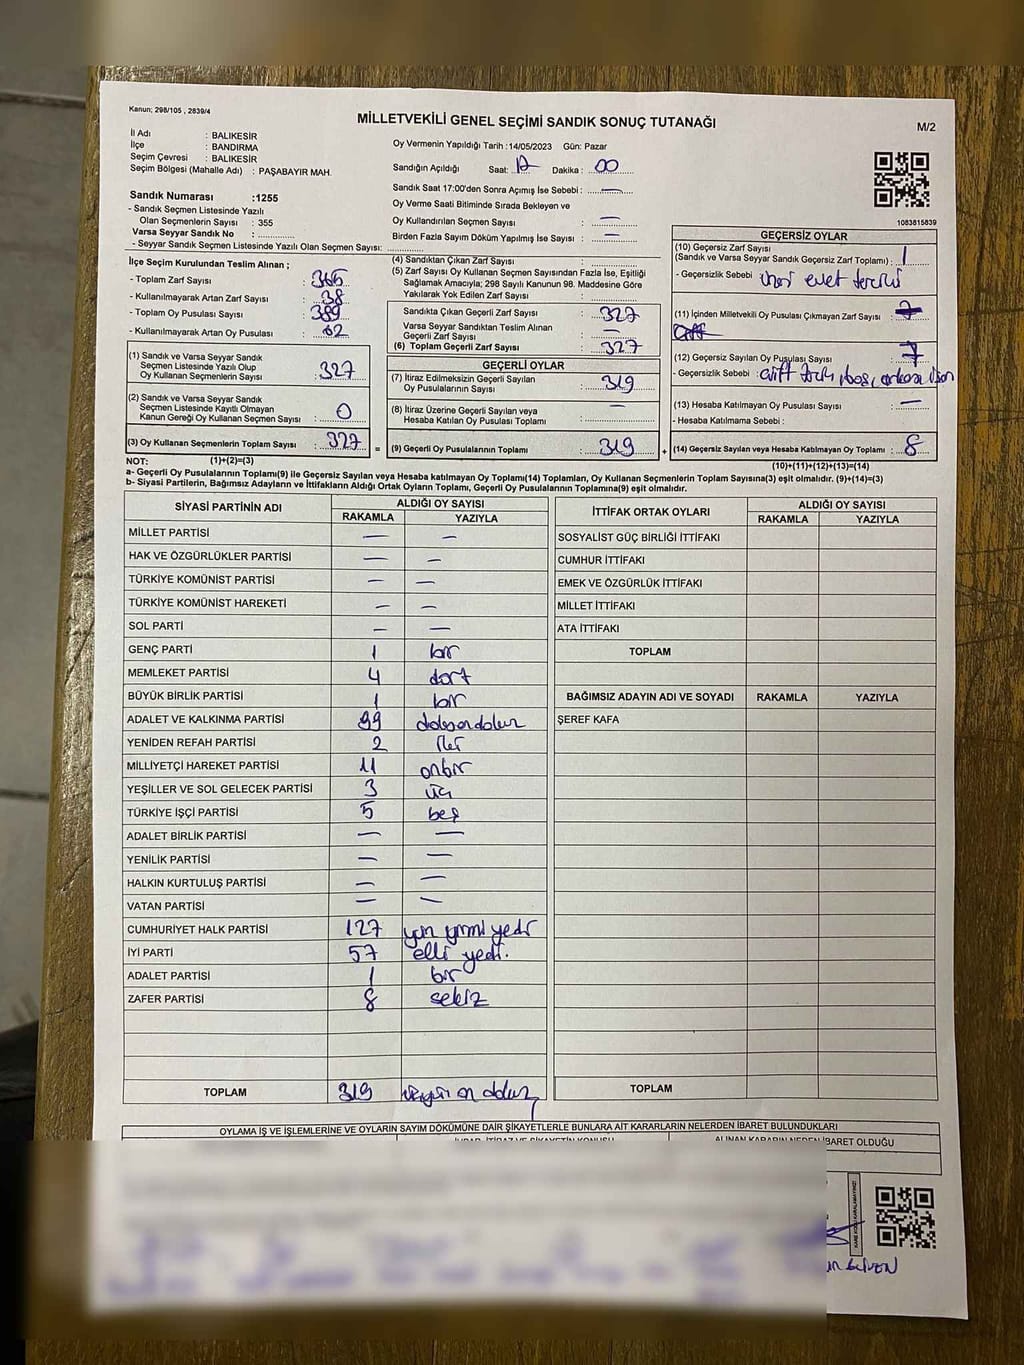 Kanun; 298/105 , 2839/4
MİLLETVEKİLİ GENEL SEÇİMİ SANDIK SONUÇ TUTANAĞI
M/2
İl Adı : BALIKESİR
İlçe : BANDIRMA
Seçim Çevresi : BALIKESİR
Seçim Bölgesi (Mahalle Adı) : PAŞABAYIR MAH.
Sandık Numarası :1255
- Sandık Seçmen Listesinde Yazılı
Olan Seçmenlerin Sayısı : 355
Varsa Seyyar Sandık No :
- Seyyar Sandık Seçmen Listesinde Yazılı Olan Seçmen Sayısı:
Oy Vermenin Yapıldığı Tarih :14/05/2023 Gün: Pazar
Sandığın Açıldığı Saat: 17 Dakika : 00
Sandık Saat 17:00'den Sonra Açımış İse Sebebi : —
Oy Verme Saati Bitiminde Sırada Bekleyen ve
Oy Kullandırılan Seçmen Sayısı : —
Birden Fazla Sayım Döküm Yapılmış İse Sayısı : —
1083815839
İlçe Seçim Kurulundan Teslim Alınan ;
- Toplam Zarf Sayısı : 365
- Kullanılmayarak Artan Zarf Sayısı : 38
- Toplam Oy Pusulası Sayısı : 389
- Kullanılmayarak Artan Oy Pusulası : 62
(1) Sandık ve Varsa Seyyar Sandık
Seçmen Listesinde Yazılı Olup
Oy Kullanan Seçmenlerin Sayısı : 327
(2) Sandık ve Varsa Seyyar Sandık
Seçmen Listesinde Kayıtlı Olmayan
Kanun Gereği Oy Kullanan Seçmen Sayısı : 0
(3) Oy Kullanan Seçmenlerin Toplam Sayısı : 327 =
(4) Sandıktan Çıkan Zarf Sayısı :
(5) Zarf Sayısı Oy Kullanan Seçmen Sayısından Fazla İse, Eşitliği
Sağlamak Amacıyla; 298 Sayılı Kanunun 98. Maddesine Göre
Yakılarak Yok Edilen Zarf Sayısı :
Sandıkta Çıkan Geçerli Zarf Sayısı : 327
Varsa Seyyar Sandıktan Teslim Alınan
Geçerli Zarf Sayısı : —
(6) Toplam Geçerli Zarf Sayısı : 327
GEÇERLİ OYLAR
(7) İtiraz Edilmeksizin Geçerli Sayılan
Oy Pusulalarının Sayısı : 319
(8) İtiraz Üzerine Geçerli Sayılan veya
Hesaba Katılan Oy Pusulası Toplamı : —
(9) Geçerli Oy Pusulalarının Toplamı : 319 +
GEÇERSİZ OYLAR
(10) Geçersiz Zarf Sayısı
(Sandık ve Varsa Seyyar Sandık Geçersiz Zarf Toplamı) : 1
- Geçersizlik Sebebi : evet tercihi
(11) İçinden Milletvekili Oy Pusulası Çıkmayan Zarf Sayısı :
(12) Geçersiz Sayılan Oy Pusulası Sayısı : 7
- Geçersizlik Sebebi : çift
(13) Hesaba Katılmayan Oy Pusulası Sayısı : —
- Hesaba Katılmama Sebebi :
(14) Geçersiz Sayılan veya Hesaba Katılmayan Oy Toplamı : 8
NOT: (1)+(2)=(3)
(10)+(11)+(12)+(13)=(14)
a- Geçerli Oy Pusulalarının Toplamı(9) ile Geçersiz Sayılan veya Hesaba Katılmayan Oy Toplamı(14) Toplamları, Oy Kullanan Seçmenlerin Toplam Sayısına(3) eşit olmalıdır. (9)+(14)=(3)
b- Siyasi Partilerin, Bağımsız Adayların ve İttifakların Aldığı Ortak Oyların Toplamı, Geçerli Oy Pusulalarının Toplamına(9) eşit olmalıdır.
SİYASİ PARTİNİN ADI ALDIĞI OY SAYISI
RAKAMLA YAZIYLA
MİLLET PARTİSİ — —
HAK VE ÖZGÜRLÜKLER PARTİSİ — —
TÜRKİYE KOMÜNİST PARTİSİ — —
TÜRKİYE KOMÜNİST HAREKETİ — —
SOL PARTİ — —
GENÇ PARTİ 1 bir
MEMLEKET PARTİSİ 4 dört
BÜYÜK BİRLİK PARTİSİ 1 bir
ADALET VE KALKINMA PARTİSİ 99 doksandokuz
YENİDEN REFAH PARTİSİ 2 iki
MİLLİYETÇİ HAREKET PARTİSİ 11 onbir
YEŞİLLER VE SOL GELECEK PARTİSİ 3 üç
TÜRKİYE İŞÇİ PARTİSİ 5 beş
ADALET BİRLİK PARTİSİ — —
YENİLİK PARTİSİ — —
HALKIN KURTULUŞ PARTİSİ — —
VATAN PARTİSİ — —
CUMHURİYET HALK PARTİSİ 127 yüz yirmi yedi
İYİ PARTİ 57 elli yedi.
ADALET PARTİSİ 1 bir
ZAFER PARTİSİ 8 sekiz
TOPLAM 319 üçyüz on dokuz
İTTİFAK ORTAK OYLARI ALDIĞI OY SAYISI
RAKAMLA YAZIYLA
SOSYALİST GÜÇ BİRLİĞİ İTTİFAKI
CUMHUR İTTİFAKI
EMEK VE ÖZGÜRLÜK İTTİFAKI
MİLLET İTTİFAKI
ATA İTTİFAKI
TOPLAM
BAĞIMSIZ ADAYIN ADI VE SOYADI RAKAMLA YAZIYLA
ŞEREF KAFA
TOPLAM
OYLAMA İŞ VE İŞLEMLERİNE VE OYLARIN SAYIM DÖKÜMÜNE DAİR ŞİKAYETLERLE BUNLARA AİT KARARLARIN NELERDEN İBARET BULUNDUKLARI
ALINAN KARARIN NEDEN İBARET OLDUĞU